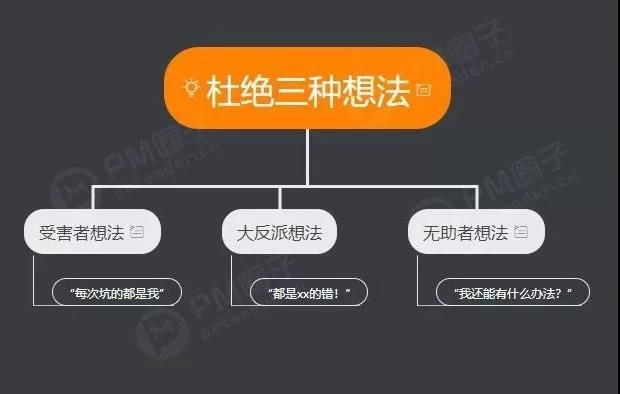 杜绝三种想法
受害者想法
大反派想法
无助者想法
“每次坑的都是我”
“都是xx的错！”
“我还能有什么办法？”
PM圈子